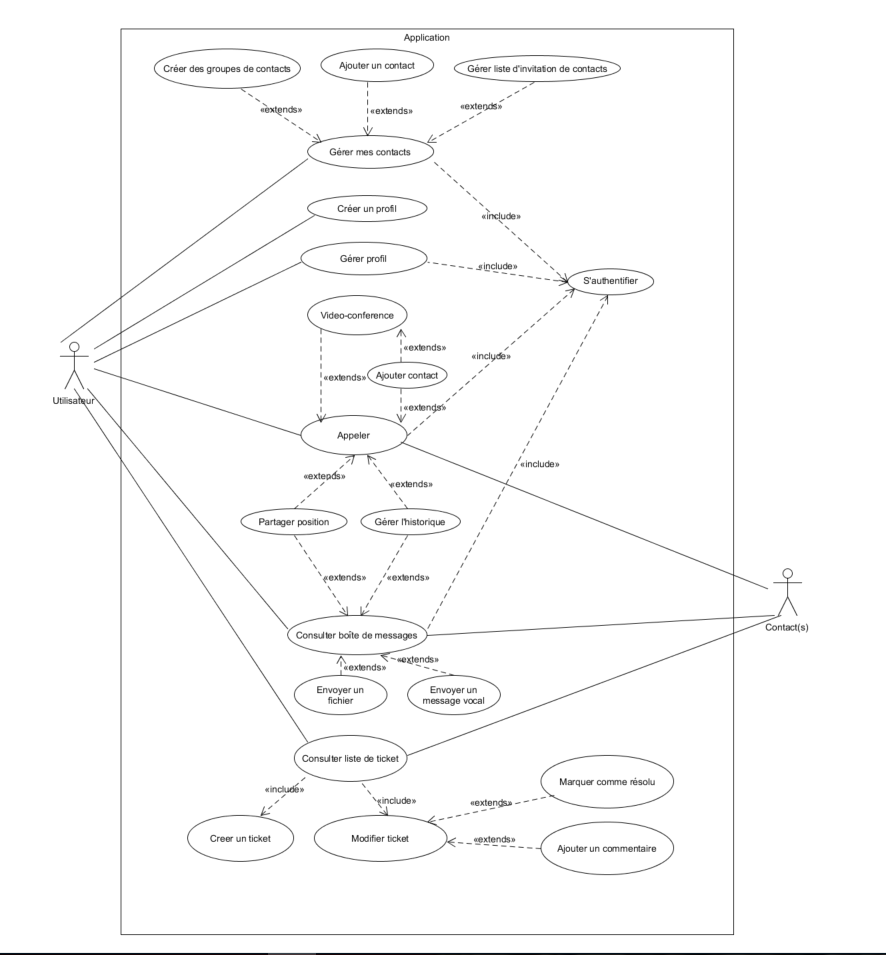 Application
Créer des groupes de contacts
Ajouter un contact
Gérer liste d'invitation de contacts
«extends»
«extends»
«extends»
Gérer mes contacts
Créer un profil
«include»
Gérer profil
«include»
S'authentifier
Video-conference
«extends»
«include»
«extends»
Ajouter contact
«extends»
Utilisateur
Appeler
«include»
«extends»
«extends»
Partager position
Gérer l'historique
«extends»
«extends»
Contact(s)
Consulter boîte de messages
«extends»
«extends»
Envoyer un
fichier
Envoyer un
message vocal
Consulter liste de ticket
Marquer comme résolu
«include»
«include»
«extends»
Creer un ticket
Modifier ticket
«extends»
Ajouter un commentaire